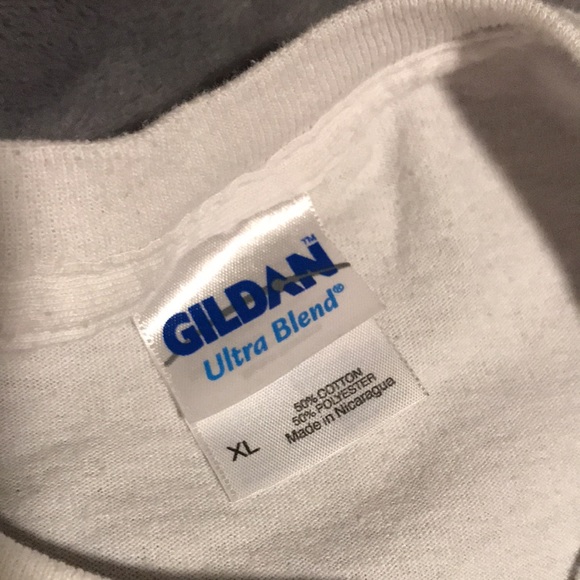 GILDAN™
Ultra Blend®
XL
50% COTTON
50% POLYESTER
Made in Nicaragua